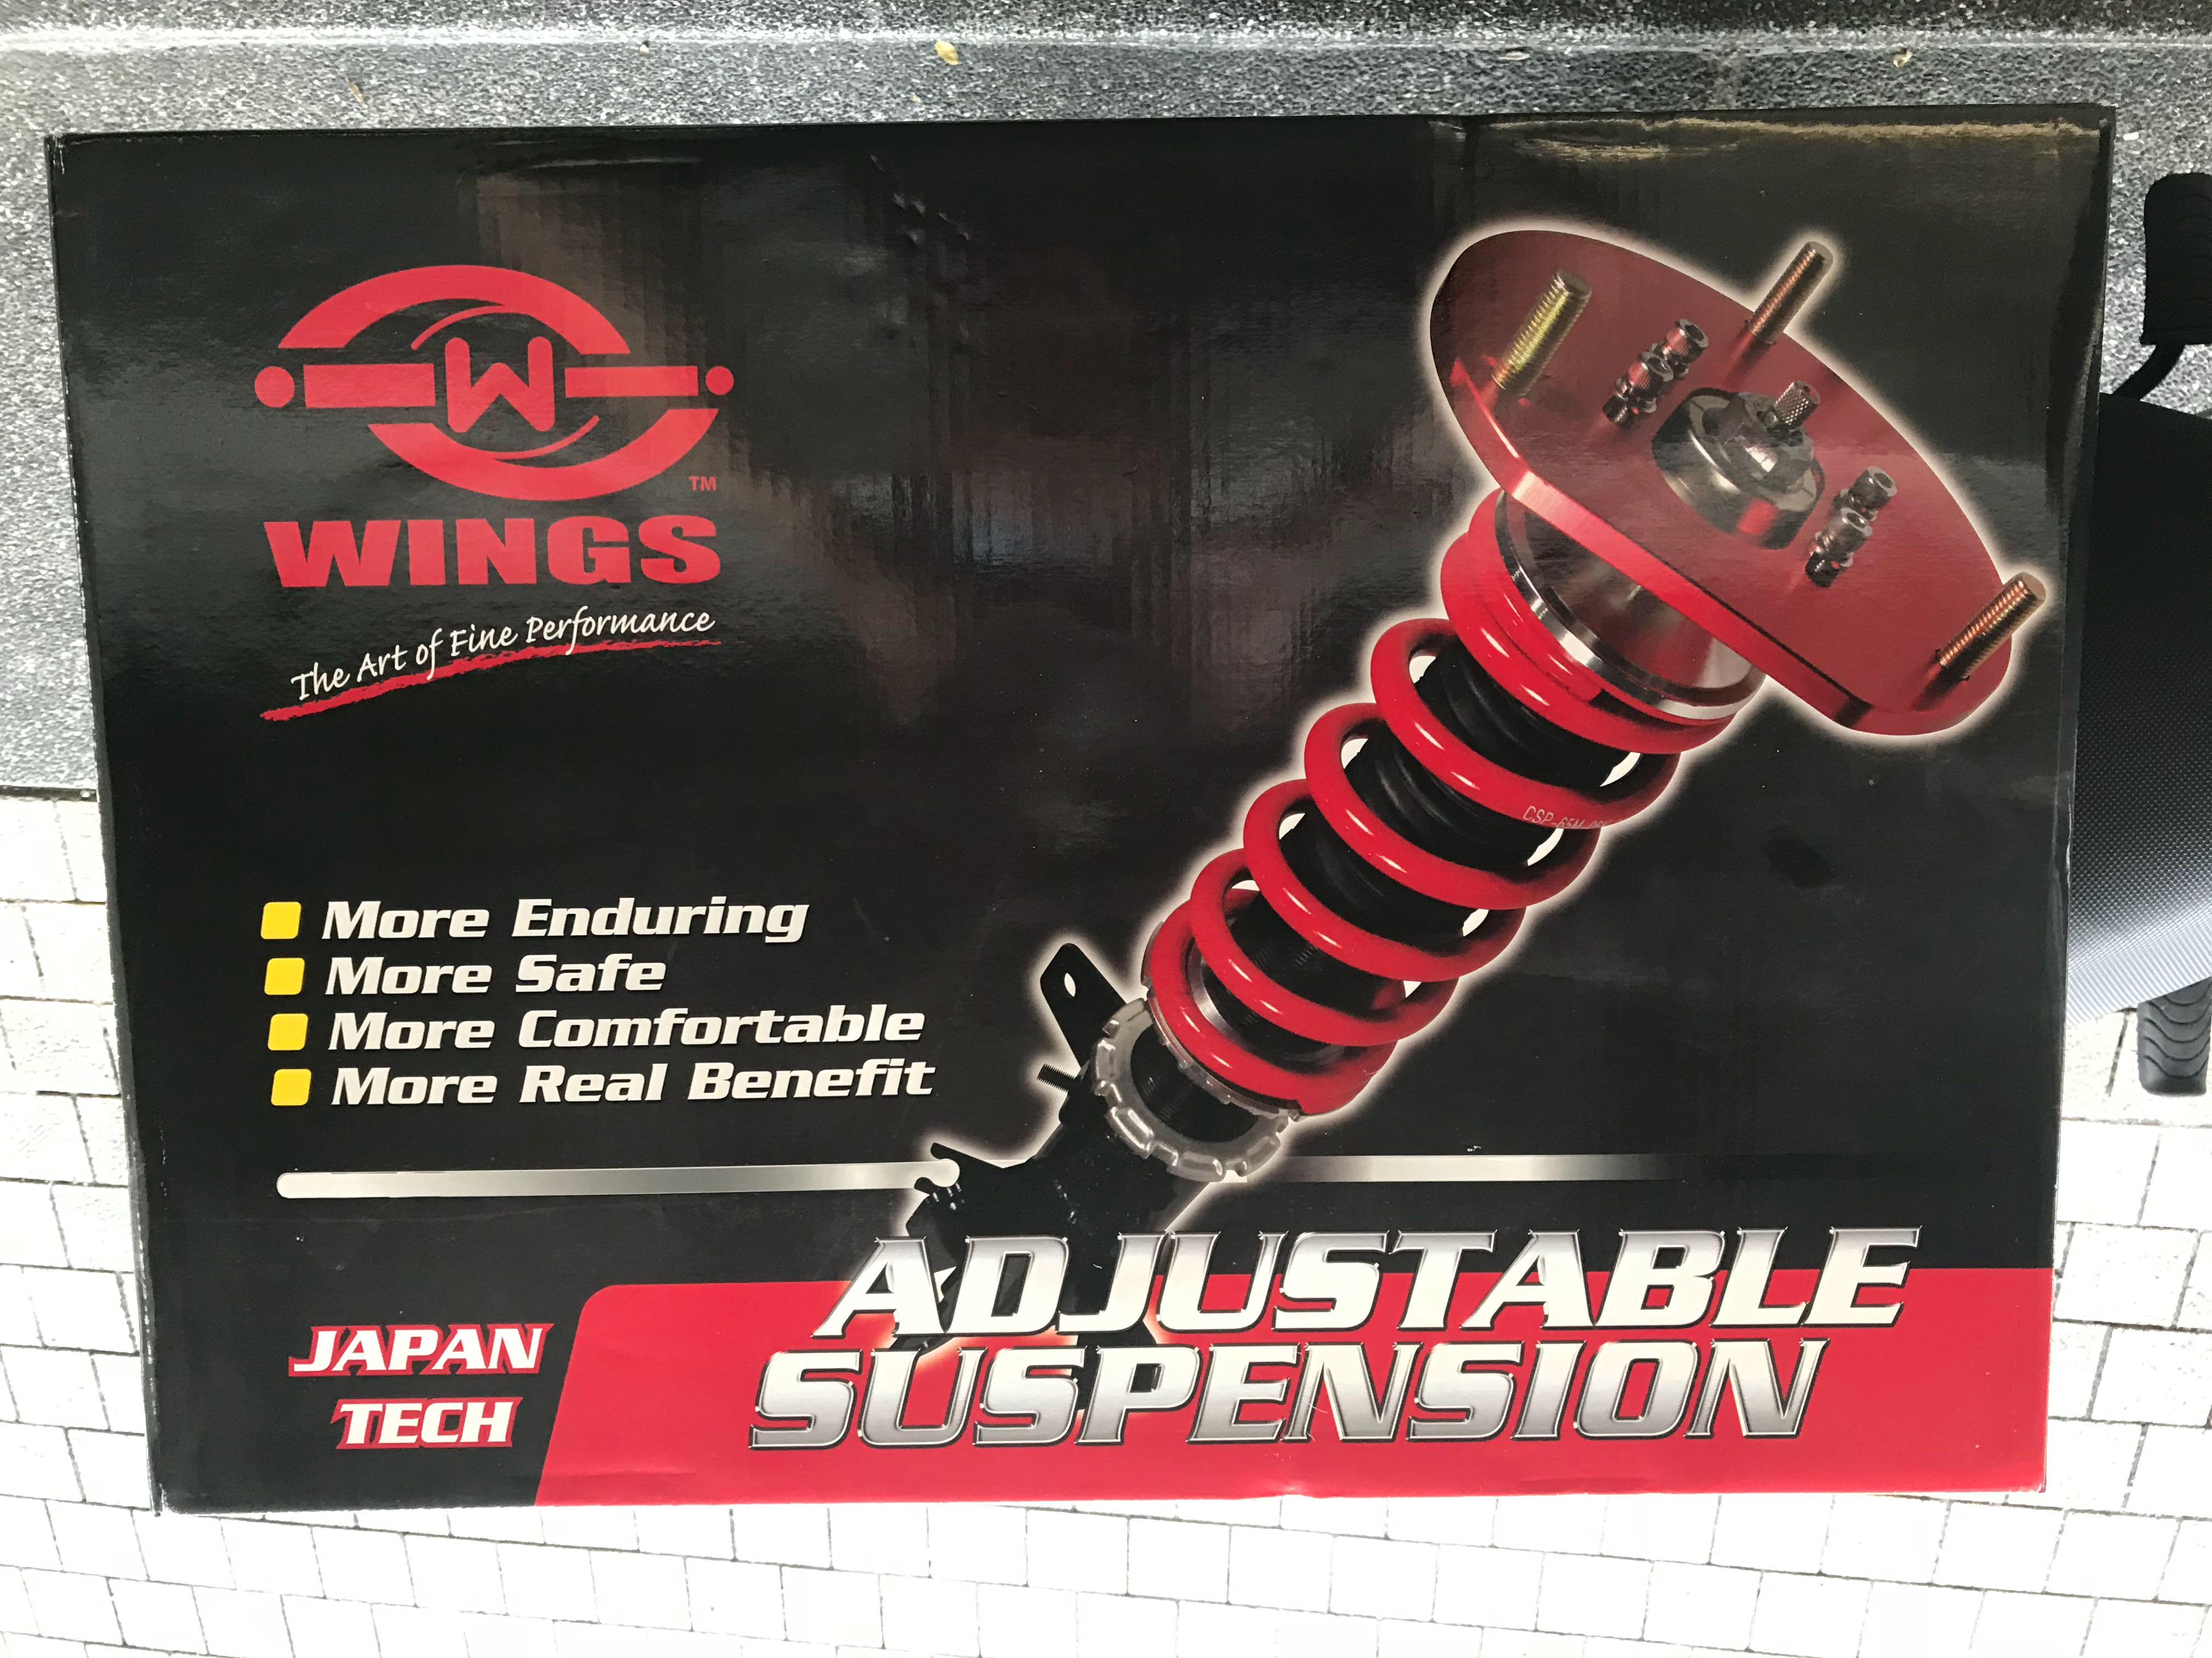 W
TM
WINGS
The Art of Fine Performance
More Enduring
More Safe
More Comfortable
More Real Benefit
JAPAN
TECH
ADJUSTABLE
SUSPENSION